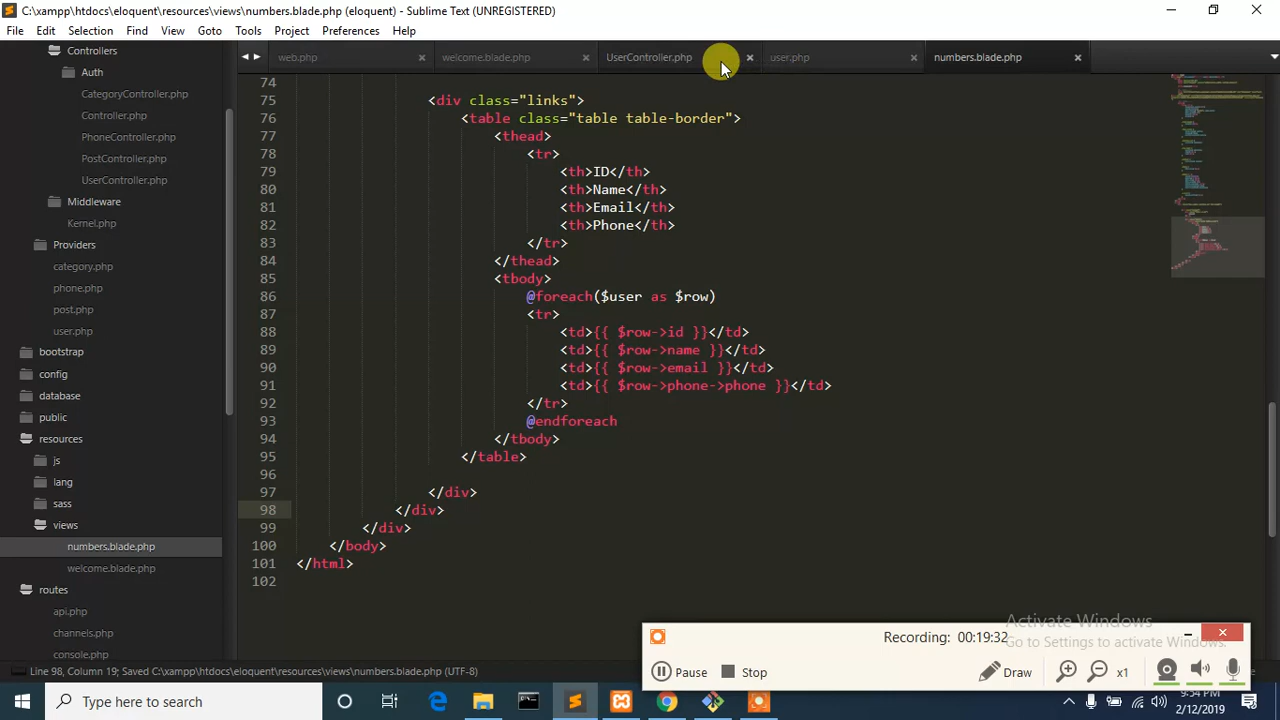 C:\xampp\htdocs\eloquent\resources\views\numbers.blade.php (eloquent) - Sublime Text (UNREGISTERED)
File Edit Selection Find View Goto Tools Project Preferences Help
Controllers
Auth
CategoryController.php
Controller.php
PhoneController.php
PostController.php
UserController.php
Middleware
Kernel.php
Providers
category.php
phone.php
post.php
user.php
bootstrap
config
database
public
resources
js
lang
sass
views
numbers.blade.php
welcome.blade.php
routes
api.php
channels.php
console.php
web.php welcome.blade.php UserController.php user.php numbers.blade.php
74
75 <div class="links">
76 <table class="table table-border">
77 <thead>
78 <tr>
79 <th>ID</th>
80 <th>Name</th>
81 <th>Email</th>
82 <th>Phone</th>
83 </tr>
84 </thead>
85 <tbody>
86 @foreach($user as $row)
87 <tr>
88 <td>{{ $row->id }}</td>
89 <td>{{ $row->name }}</td>
90 <td>{{ $row->email }}</td>
91 <td>{{ $row->phone->phone }}</td>
92 </tr>
93 @endforeach
94 </tbody>
95 </table>
96
97 </div>
98 </div>
99 </div>
100 </body>
101 </html>
102
Activate Windows
Go to Settings to activate Windows.
Recording: 00:19:32
Pause Stop Draw x1
Line 98, Column 19; Saved C:\xampp\htdocs\eloquent\resources\views\numbers.blade.php (UTF-8)
Type here to search
9:54 PM
2/12/2019